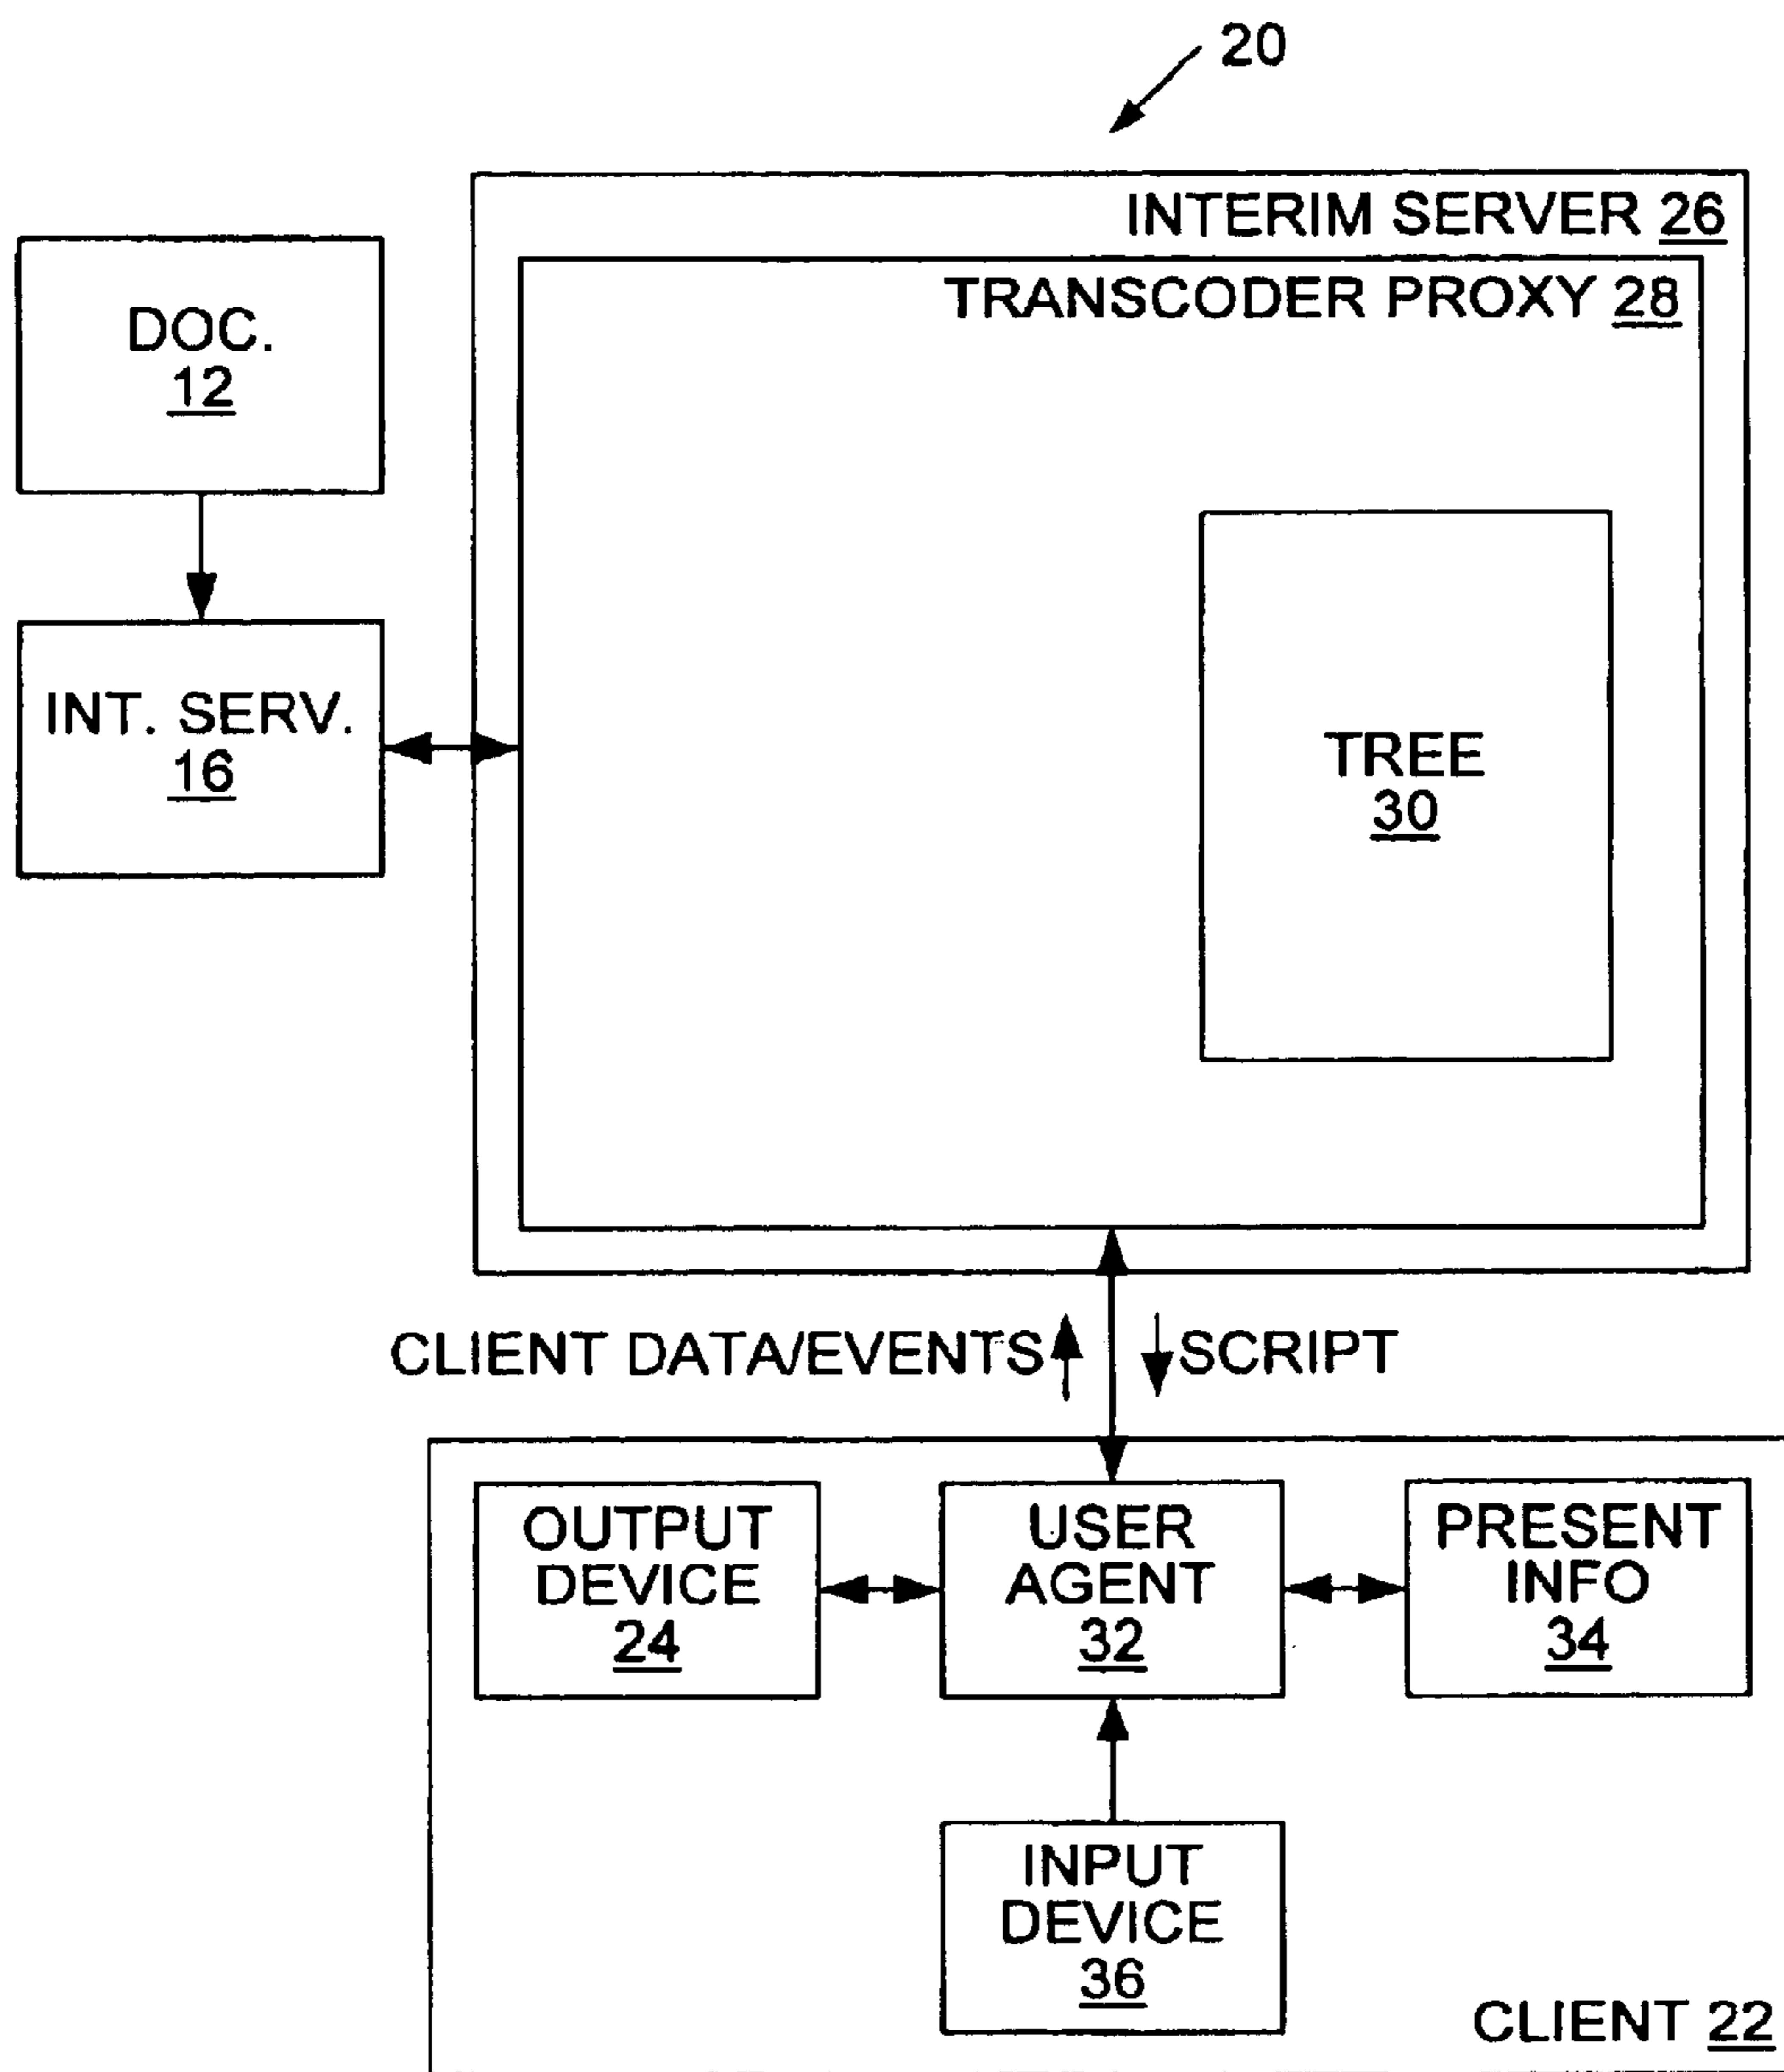 20
INTERIM SERVER 26
TRANSCODER PROXY 28
DOC.
12
INT. SERV.
16
TREE
30
CLIENT DATA/EVENTS
SCRIPT
OUTPUT
DEVICE
24
USER
AGENT
32
PRESENT
INFO
34
INPUT
DEVICE
36
CLIENT 22